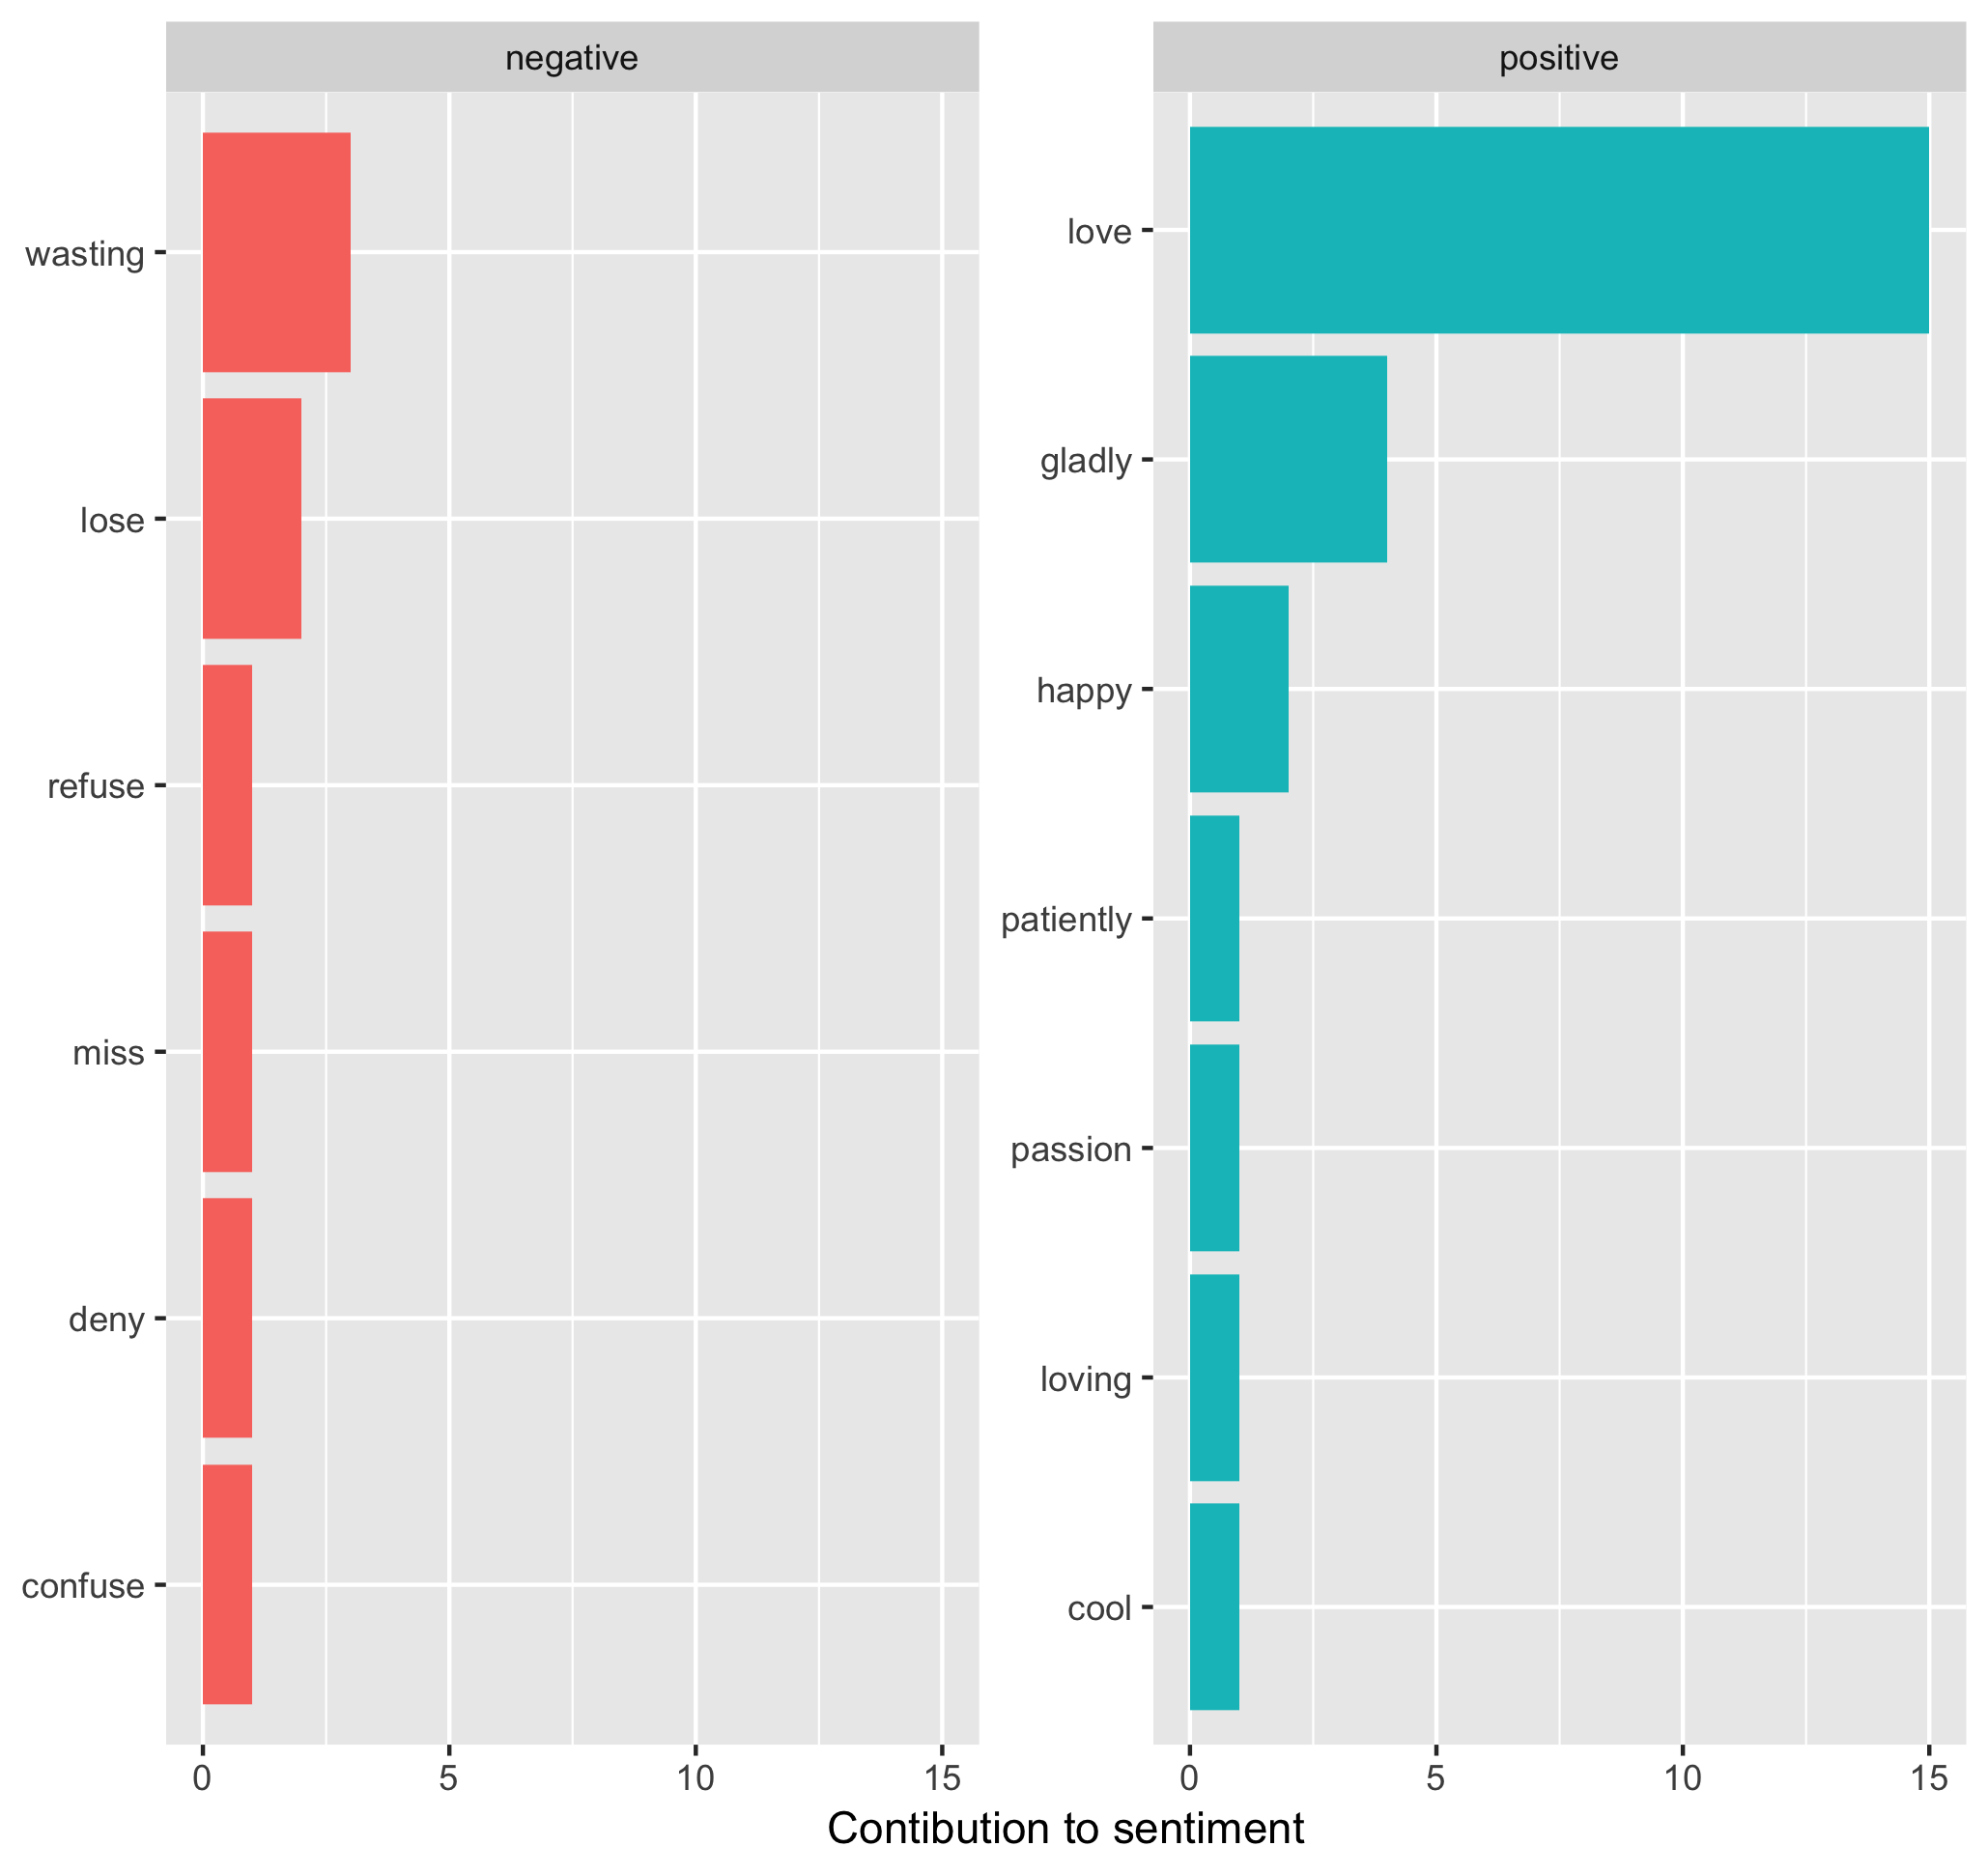 negative
wasting
lose
refuse
miss
deny
confuse
0 5 10 15
positive
love
gladly
happy
patiently
passion
loving
cool
0 5 10 15
Contibution to sentiment